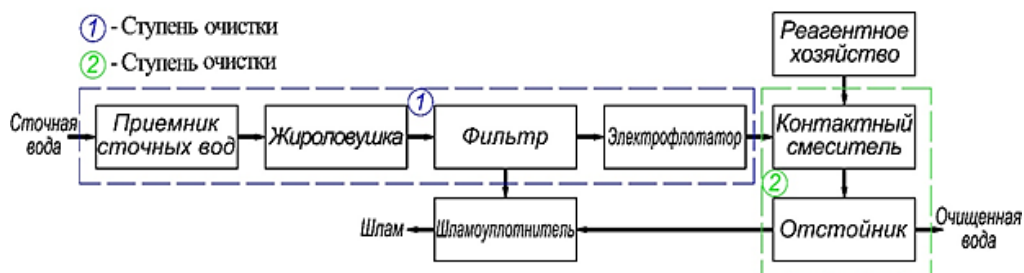 1 - Ступень очистки
2 - Ступень очистки
Реагентное
хозяйство
1
Сточная
вода
Приемник
сточных вод
Жироловушка
Фильтр
Электрофлотатор
Контактный
смеситель
2
Шлам
Шламоуплотнитель
Отстойник
Очищенная
вода